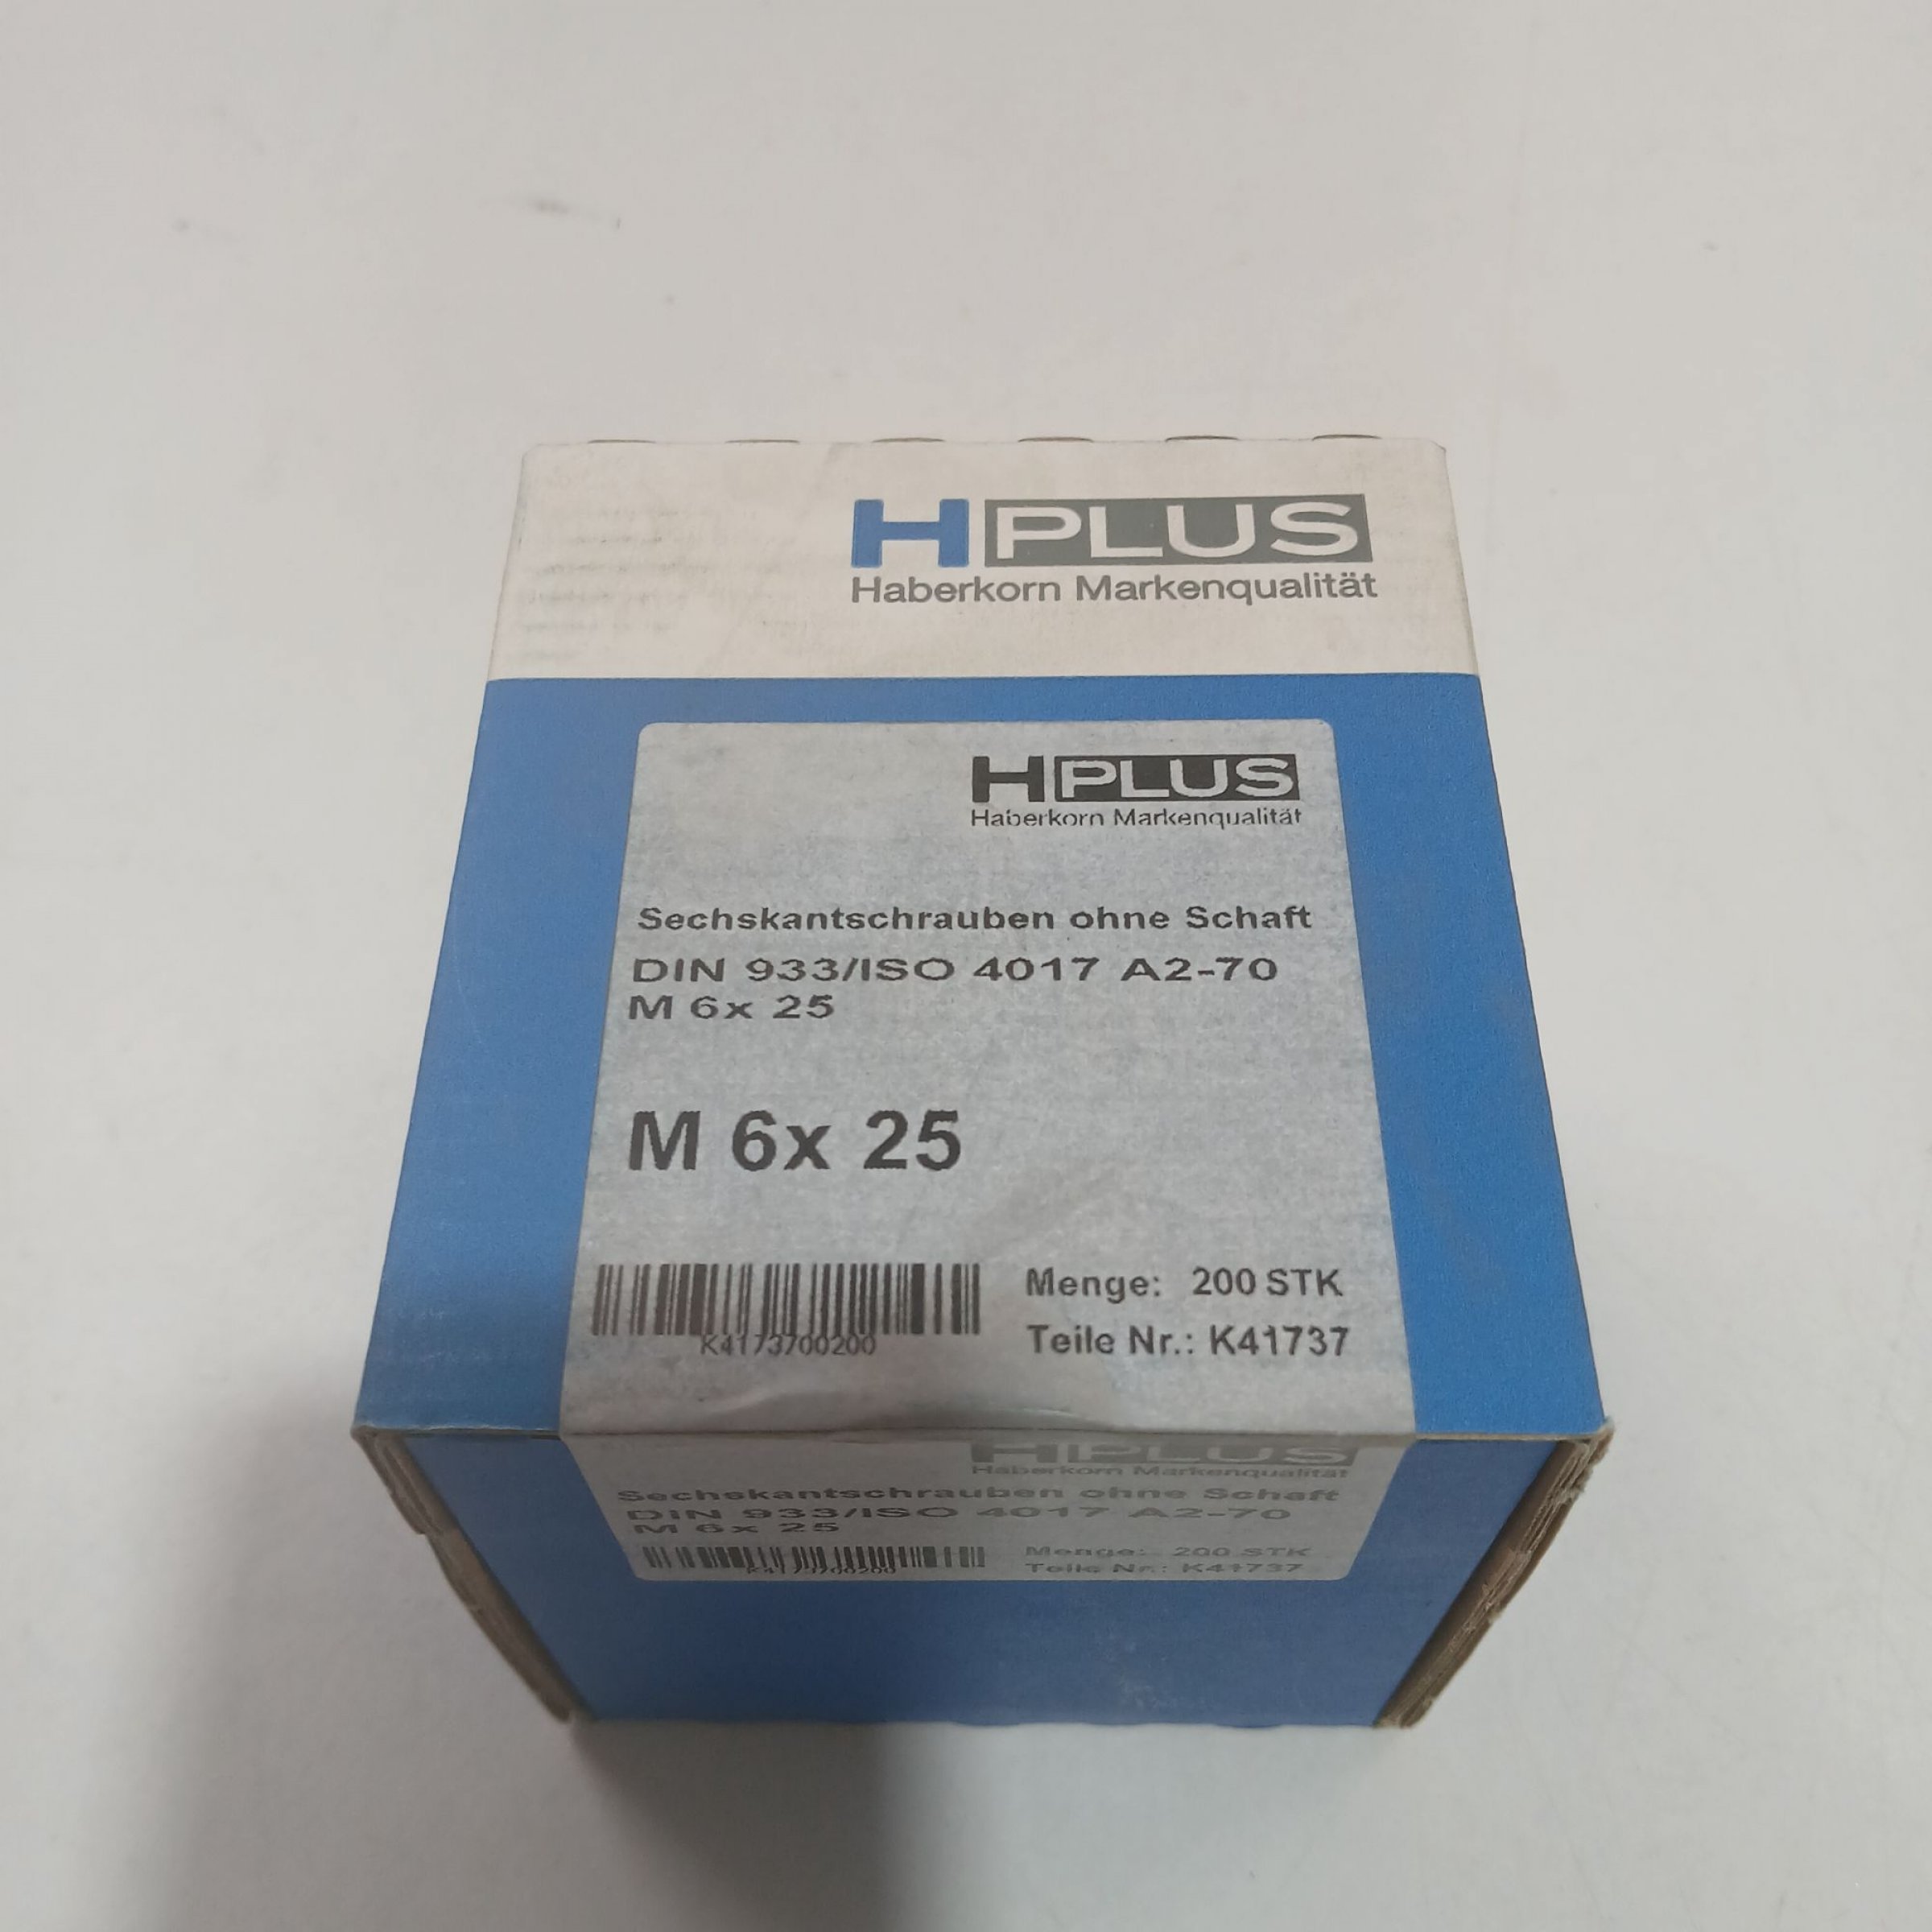 HPLUS
Haberkorn Markenqualität
HPLUS
Haberkorn Markenqualität
Sechskantschrauben ohne Schaft
DIN 933/ISO 4017 A2-70
M 6x 25
M 6x 25
K4173700200
Menge: 200 STK
Teile Nr.: K41737
HPLUS
Haberkorn Markenqualität
Sechskantschrauben ohne Schaft
DIN 933/ISO 4017 A2-70
M 6x 25
K4173700200
Menge: 200 STK
Teile Nr.: K41737